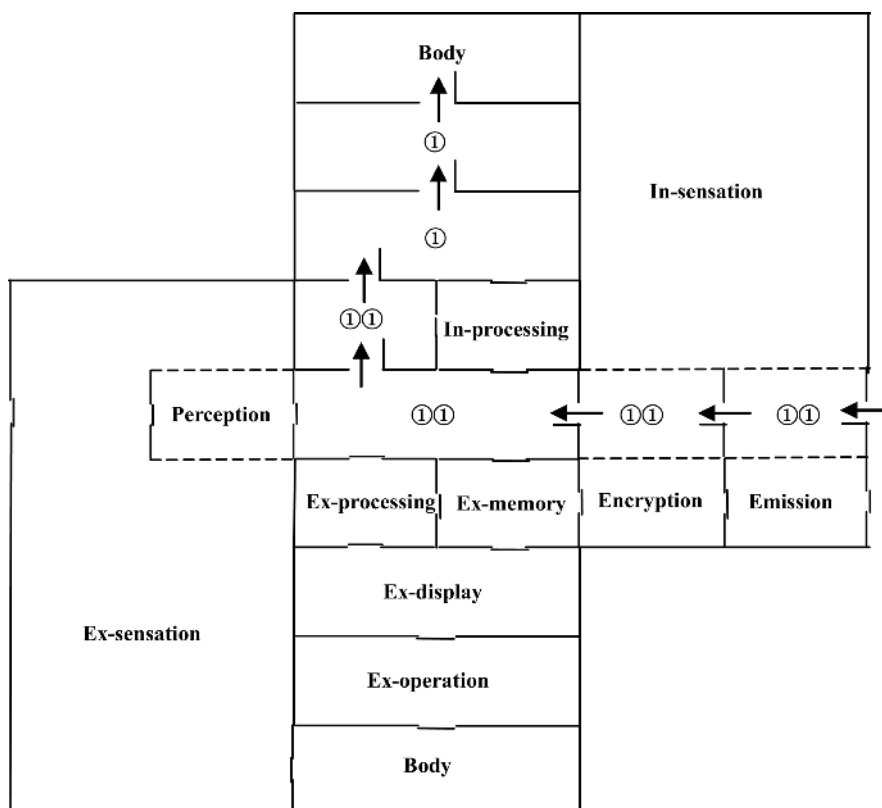 Body
①
In-sensation
①
①①
In-processing
Perception
①①
①①
①①
Ex-processing
Ex-memory
Encryption
Emission
Ex-display
Ex-sensation
Ex-operation
Body